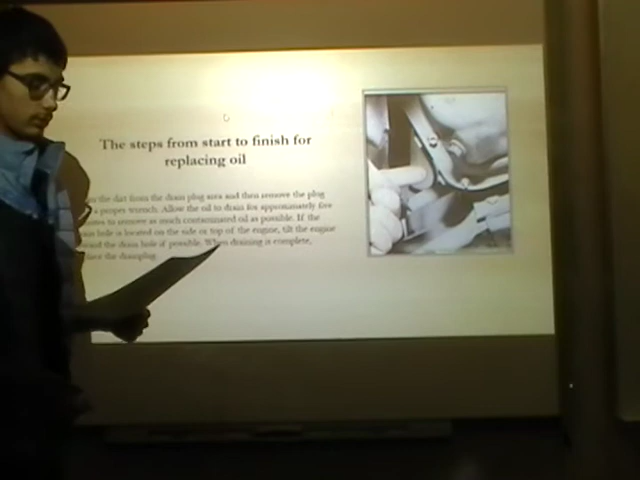 The steps from start to finish for
replacing oil
the dirt from the drain plug area and then remove the plug
a proper wrench. Allow the oil to drain for approximately five
to remove as much contaminated oil as possible. If the
hole is located on the side or top of the engine, tilt the engine
the drain hole if possible. When draining is complete,
the drainplug